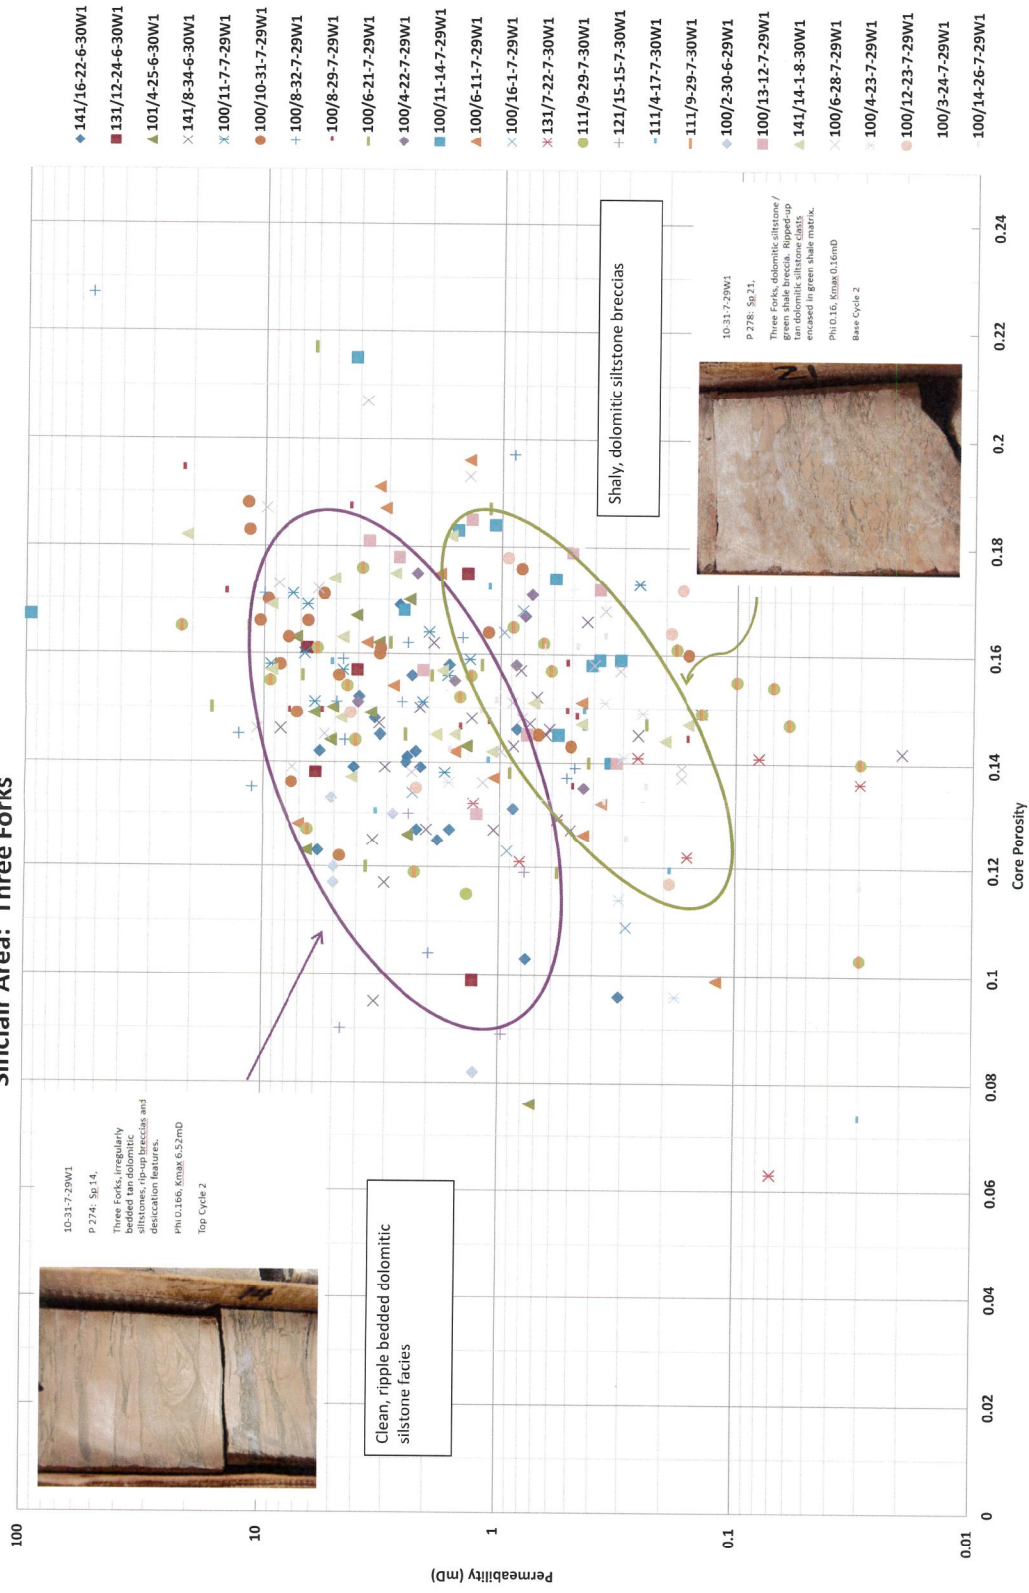 Sinclair Area: Three Forks
100
10
1
0.1
0.01
Permeability (mD)
0
0.02
0.04
0.06
0.08
0.1
0.12
0.14
0.16
0.18
0.2
0.22
0.24
Core Porosity
10-31-7-29W1
P 274: Sp 14,
Three Forks, irregularly
bedded tan dolomitic
siltstones, rip-up breccias and
desiccation features.
Phi 0.166, Kmax 6.52mD
Top Cycle 2
14
Clean, ripple bedded dolomitic
silstone facies
Shaly, dolomitic siltstone breccias
10-31-7-29W1
P 278: Sp 21,
Three Forks, dolomitic siltstone /
green shale breccia. Ripped-up
tan dolomitic siltstone clasts
encased in green shale matrix.
Phi 0.16, Kmax 0.16mD
Base Cycle 2
21
141/16-22-6-30W1
131/12-24-6-30W1
101/4-25-6-30W1
141/8-34-6-30W1
100/11-7-7-29W1
100/10-31-7-29W1
100/8-32-7-29W1
100/8-29-7-29W1
100/6-21-7-29W1
100/4-22-7-29W1
100/11-14-7-29W1
100/6-11-7-29W1
100/16-1-7-29W1
131/7-22-7-30W1
111/9-29-7-30W1
121/15-15-7-30W1
111/4-17-7-30W1
111/9-29-7-30W1
100/2-30-6-29W1
100/13-12-7-29W1
141/14-1-8-30W1
100/6-28-7-29W1
100/4-23-7-29W1
100/12-23-7-29W1
100/3-24-7-29W1
100/14-26-7-29W1